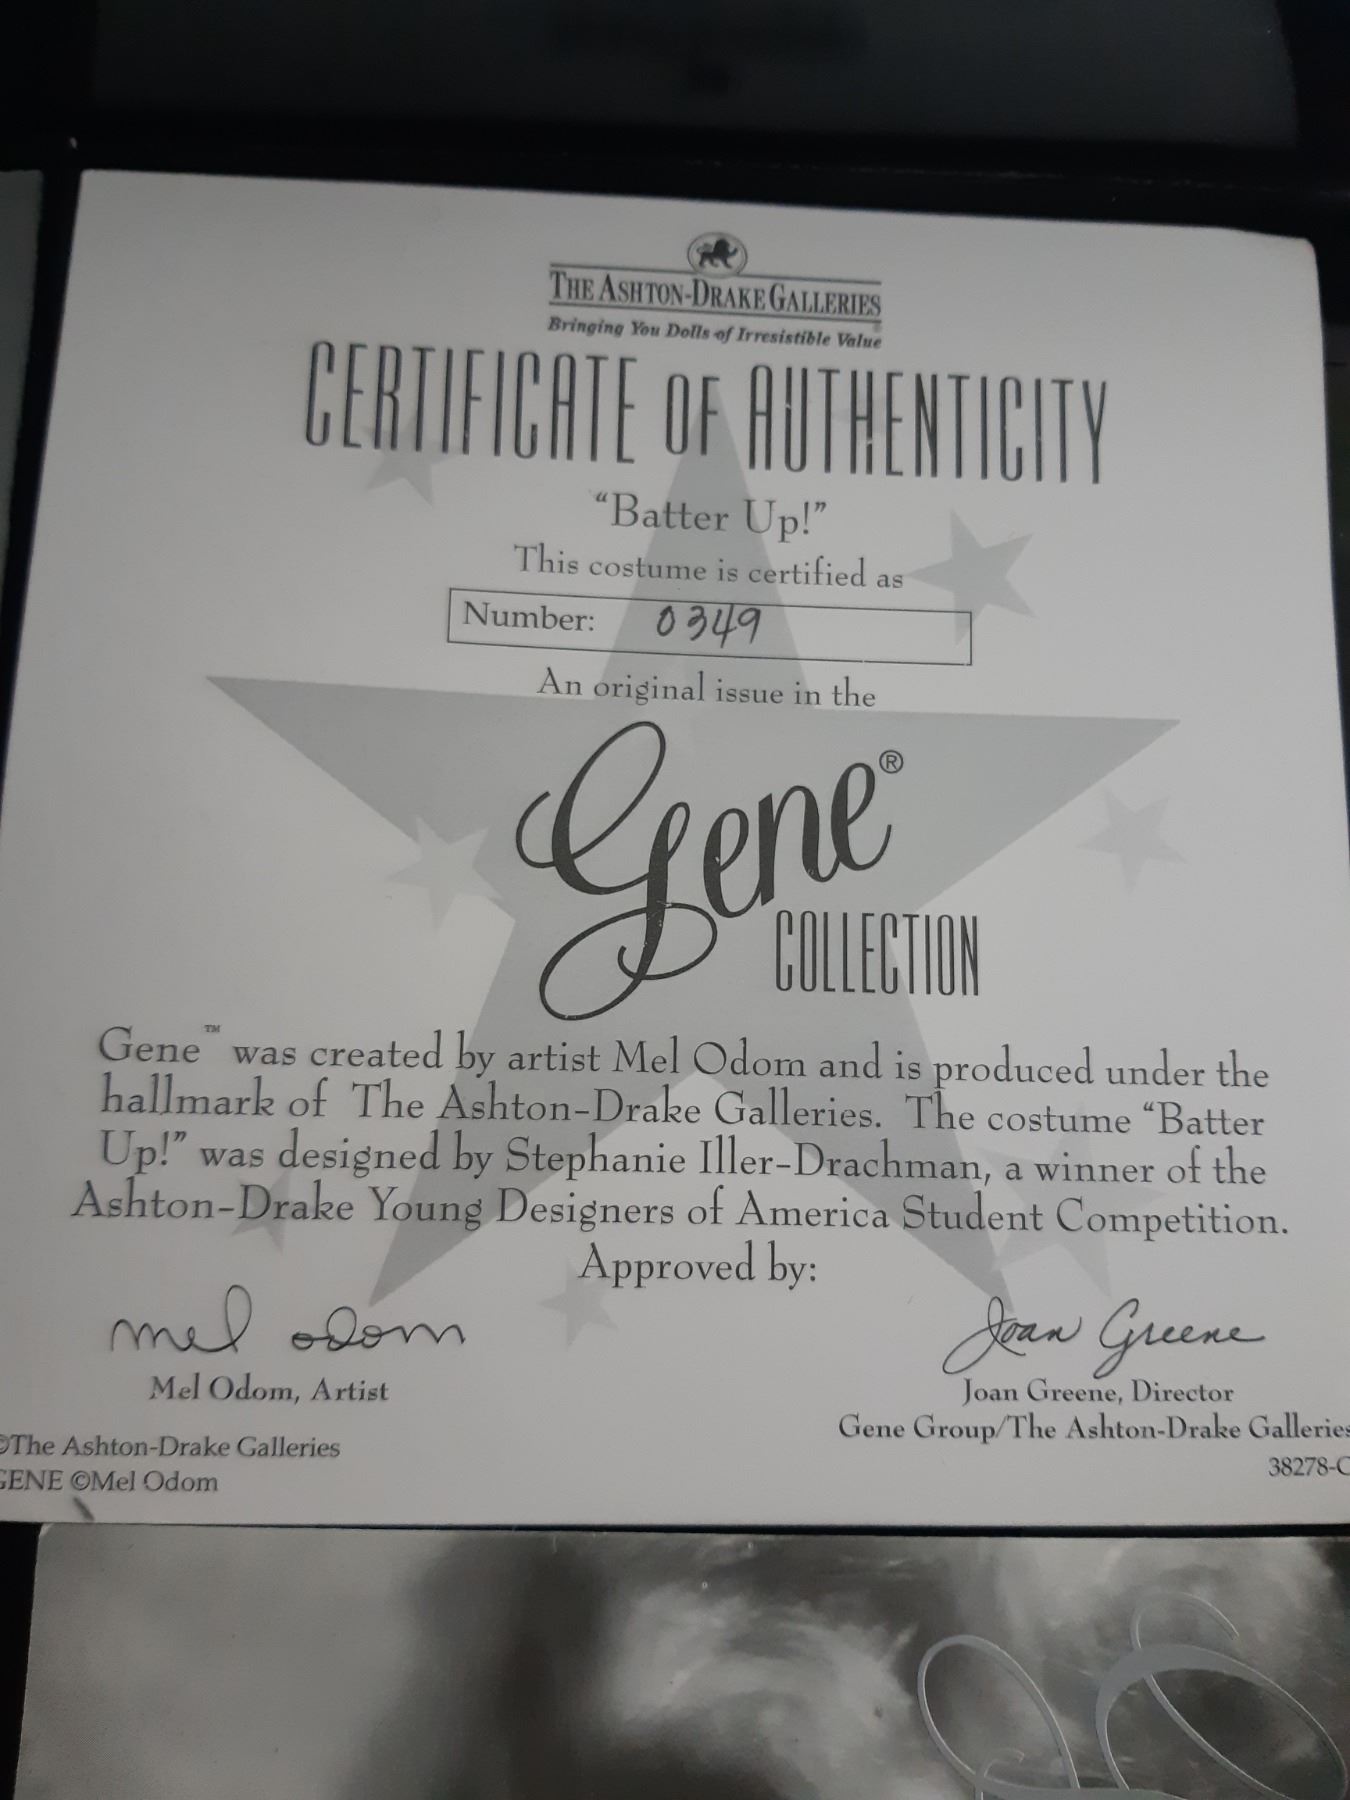 THE ASHTON-DRAKE GALLERIES
®
Bringing You Dolls of Irresistible Value
CERTIFICATE OF AUTHENTICITY
“Batter Up!”
This costume is certified as
Number: 0349
An original issue in the
Gene®
COLLECTION
Gene™ was created by artist Mel Odom and is produced under the
hallmark of The Ashton-Drake Galleries. The costume “Batter
Up!” was designed by Stephanie Iller-Drachman, a winner of the
Ashton-Drake Young Designers of America Student Competition.
Approved by:
mel odom
Mel Odom, Artist
©The Ashton-Drake Galleries
GENE ©Mel Odom
Joan Greene
Joan Greene, Director
Gene Group/The Ashton-Drake Galleries
38278-C